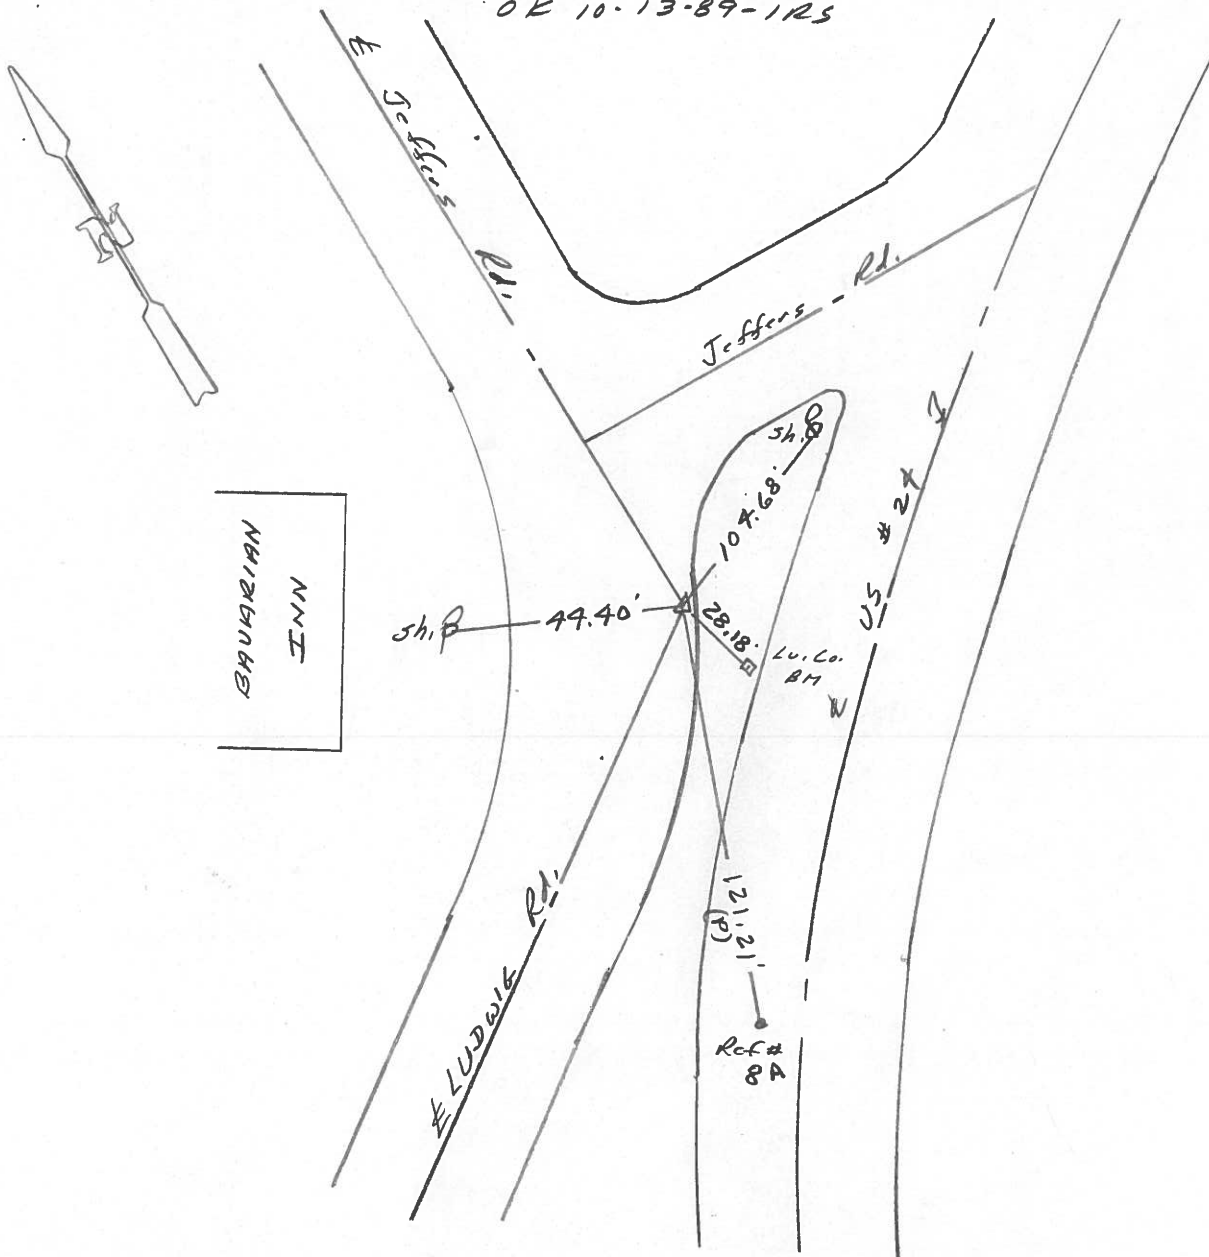 OK 10-13-89-IRS
℄ Jeffers Rd.
N
Jeffers Rd.
sh.
104.68'
US # 24
℄
BAVARIAN
INN
sh.
44.40'
28.18'
Lu. Co.
BM
121.21'
(P)
℄ LUDWIG Rd.
Ref #
8A